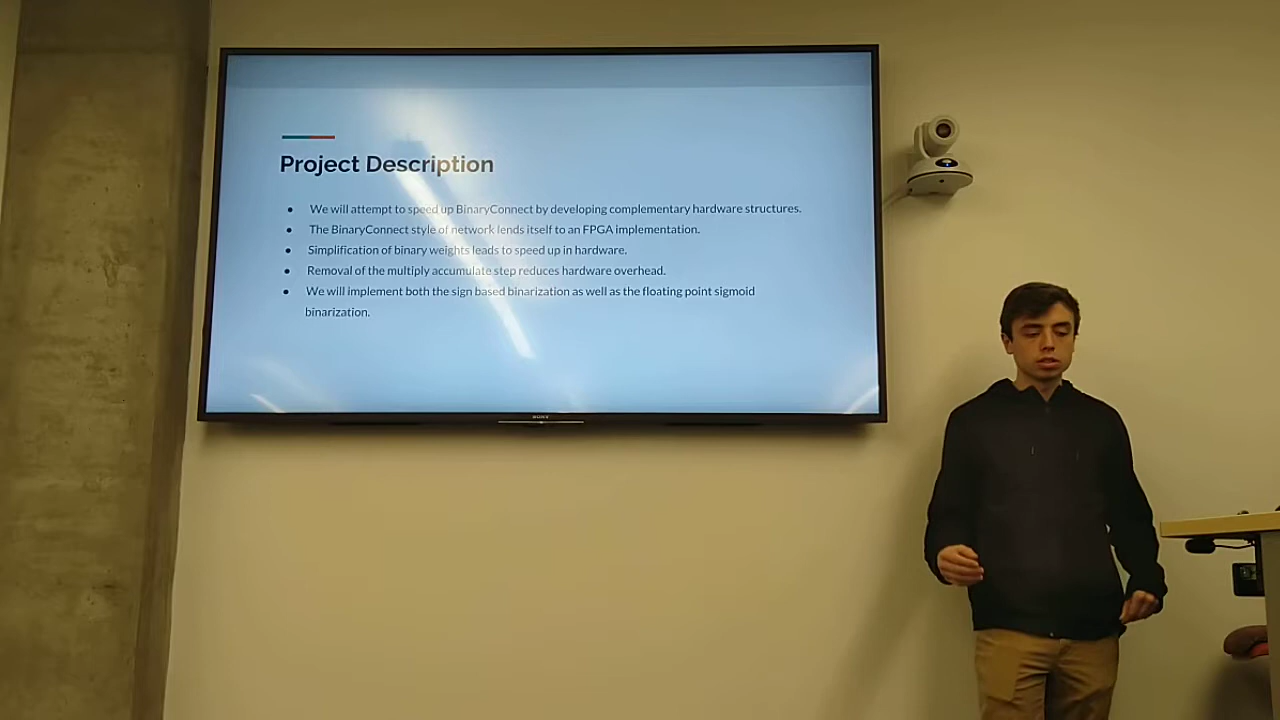 Project Description
• We will attempt to speed up BinaryConnect by developing complementary hardware structures.
• The BinaryConnect style of network lends itself to an FPGA implementation.
• Simplification of binary weights leads to speed up in hardware.
• Removal of the multiply accumulate step reduces hardware overhead.
• We will implement both the sign based binarization as well as the floating point sigmoid
binarization.
SONY